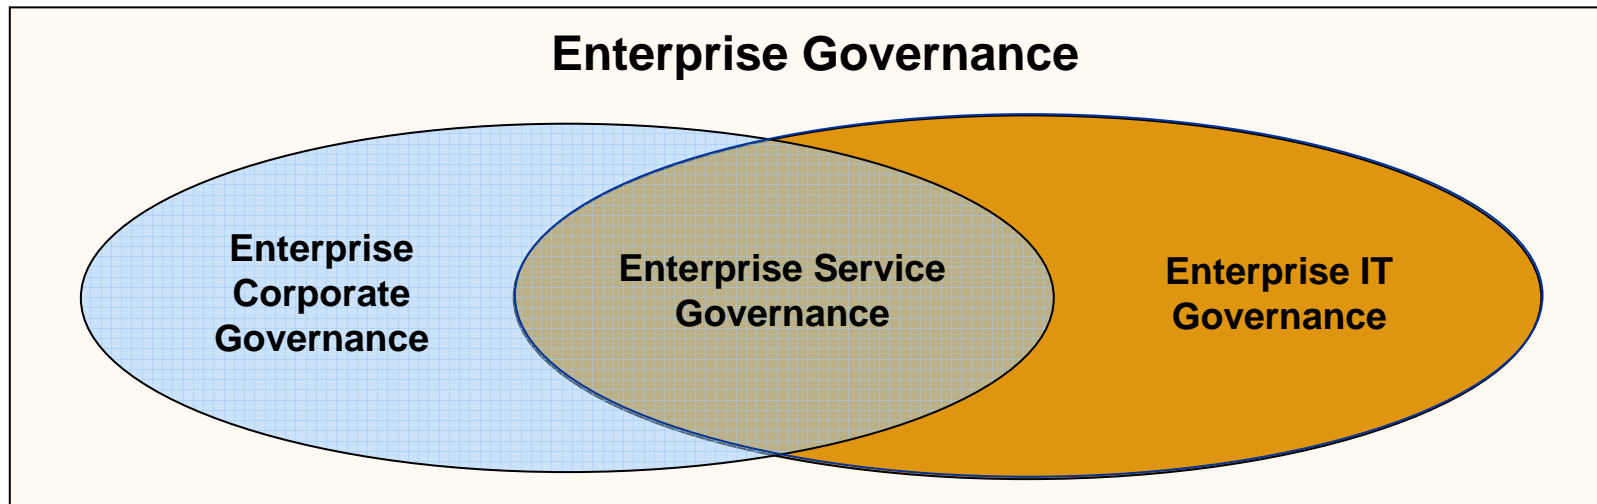 Enterprise Governance
Enterprise
Corporate
Governance
Enterprise Service
Governance
Enterprise IT
Governance